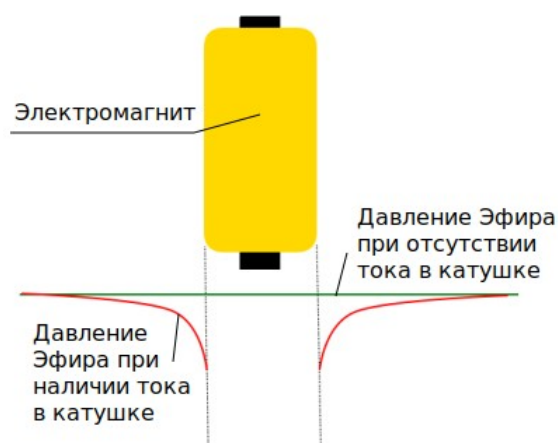 Электромагнит
Давление Эфира
при отсутствии
тока в катушке
Давление
Эфира при
наличии тока
в катушке